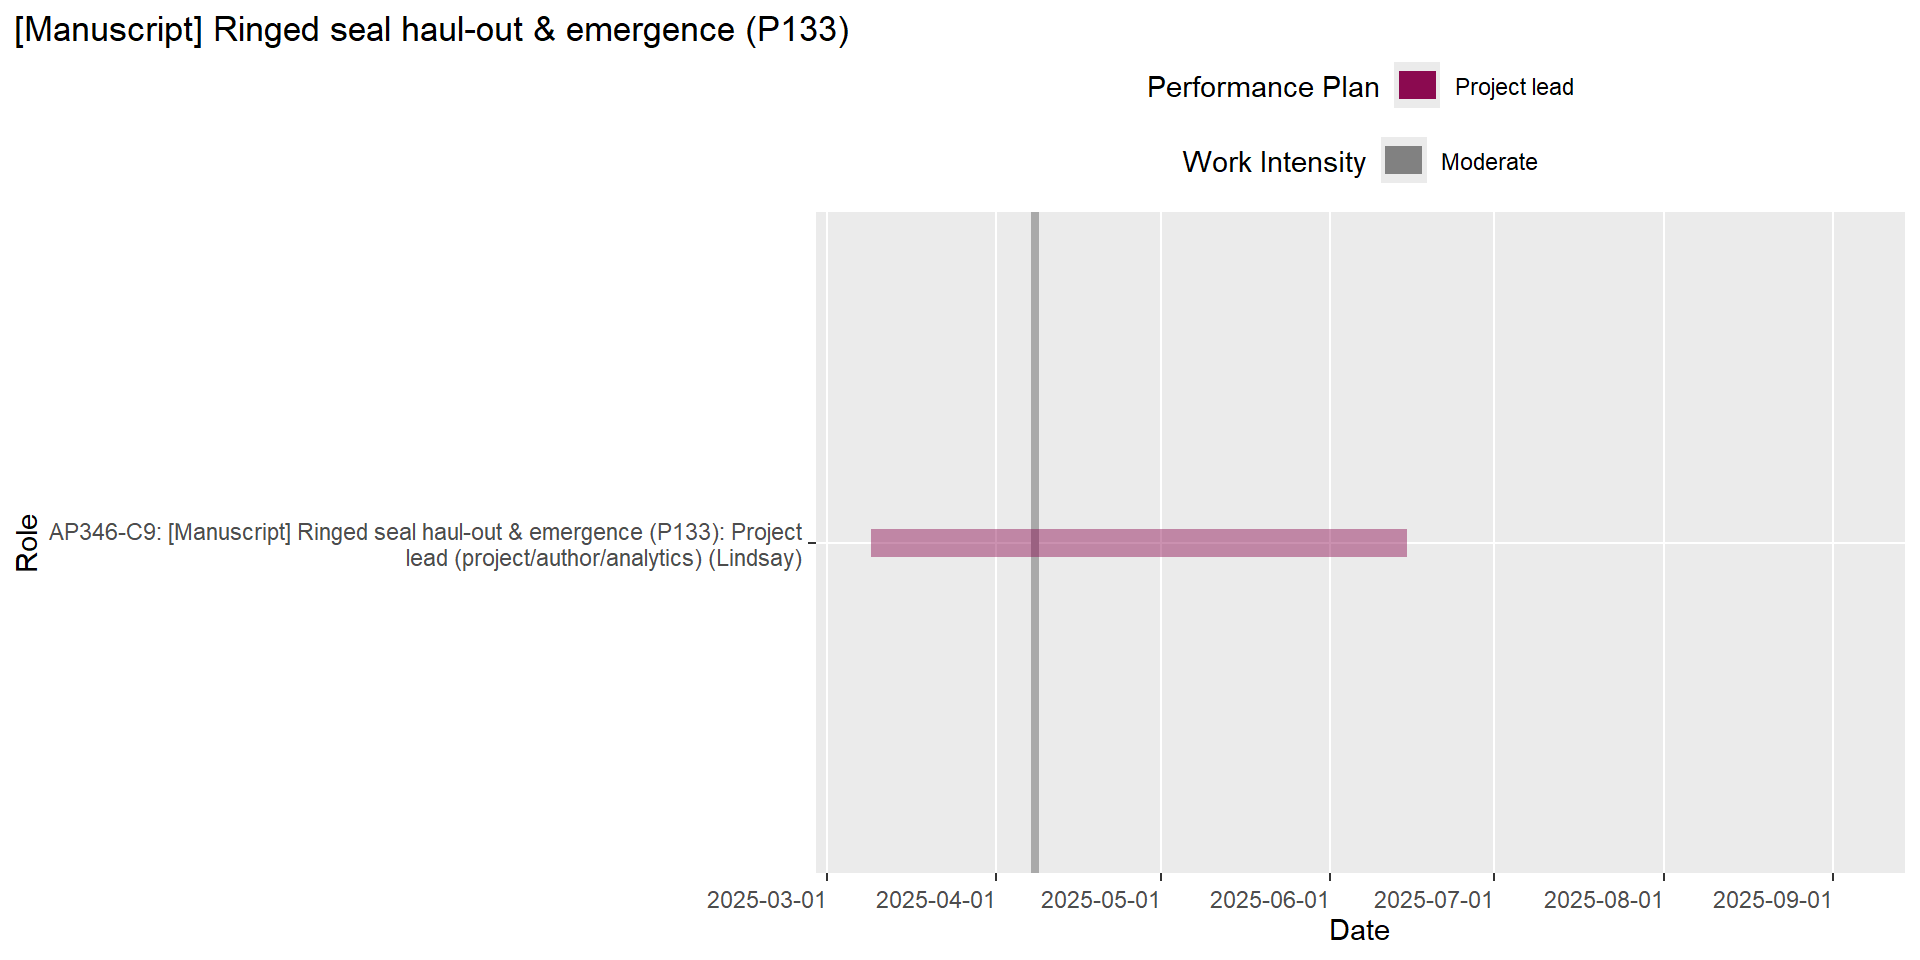 [Manuscript] Ringed seal haul-out & emergence (P133)
Performance Plan
Project lead
Work Intensity
Moderate
Role
AP346-C9: [Manuscript] Ringed seal haul-out & emergence (P133): Project
lead (project/author/analytics) (Lindsay)
2025-03-01
2025-04-01
2025-05-01
2025-06-01
2025-07-01
2025-08-01
2025-09-01
Date